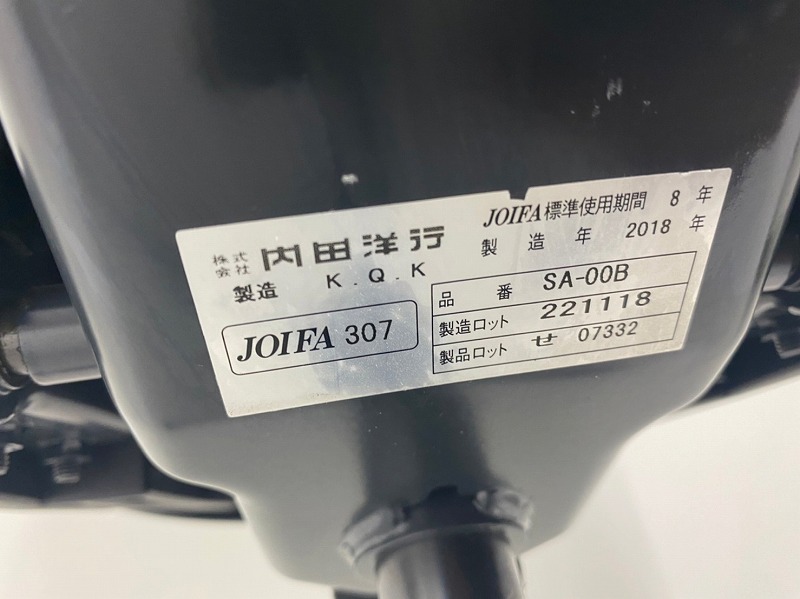 株式会社 内田洋行
製造 K.Q.K
JOIFA 307
JOIFA標準使用期間 8 年
製造年 2018 年
品番 SA-00B
製造ロット 221118
製品ロット せ 07332